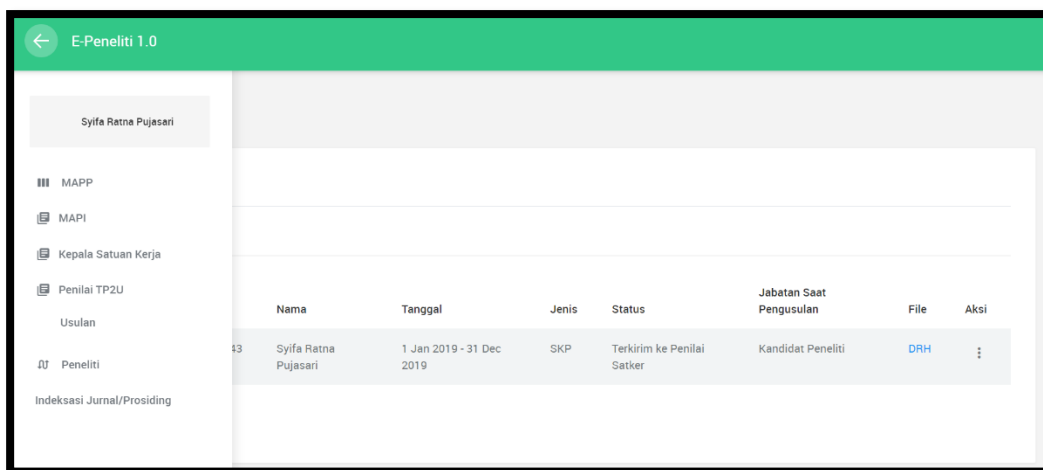 E-Peneliti 1.0
Syifa Ratna Pujasari
MAPP
MAPI
Kepala Satuan Kerja
Penilai TP2U
Usulan
Peneliti
Indeksasi Jurnal/Prosiding
Nama Tanggal Jenis Status Jabatan Saat File Aksi
Pengusulan
43 Syifa Ratna 1 Jan 2019 - 31 Dec SKP Terkirim ke Penilai Kandidat Peneliti DRH
Pujasari 2019 Satker